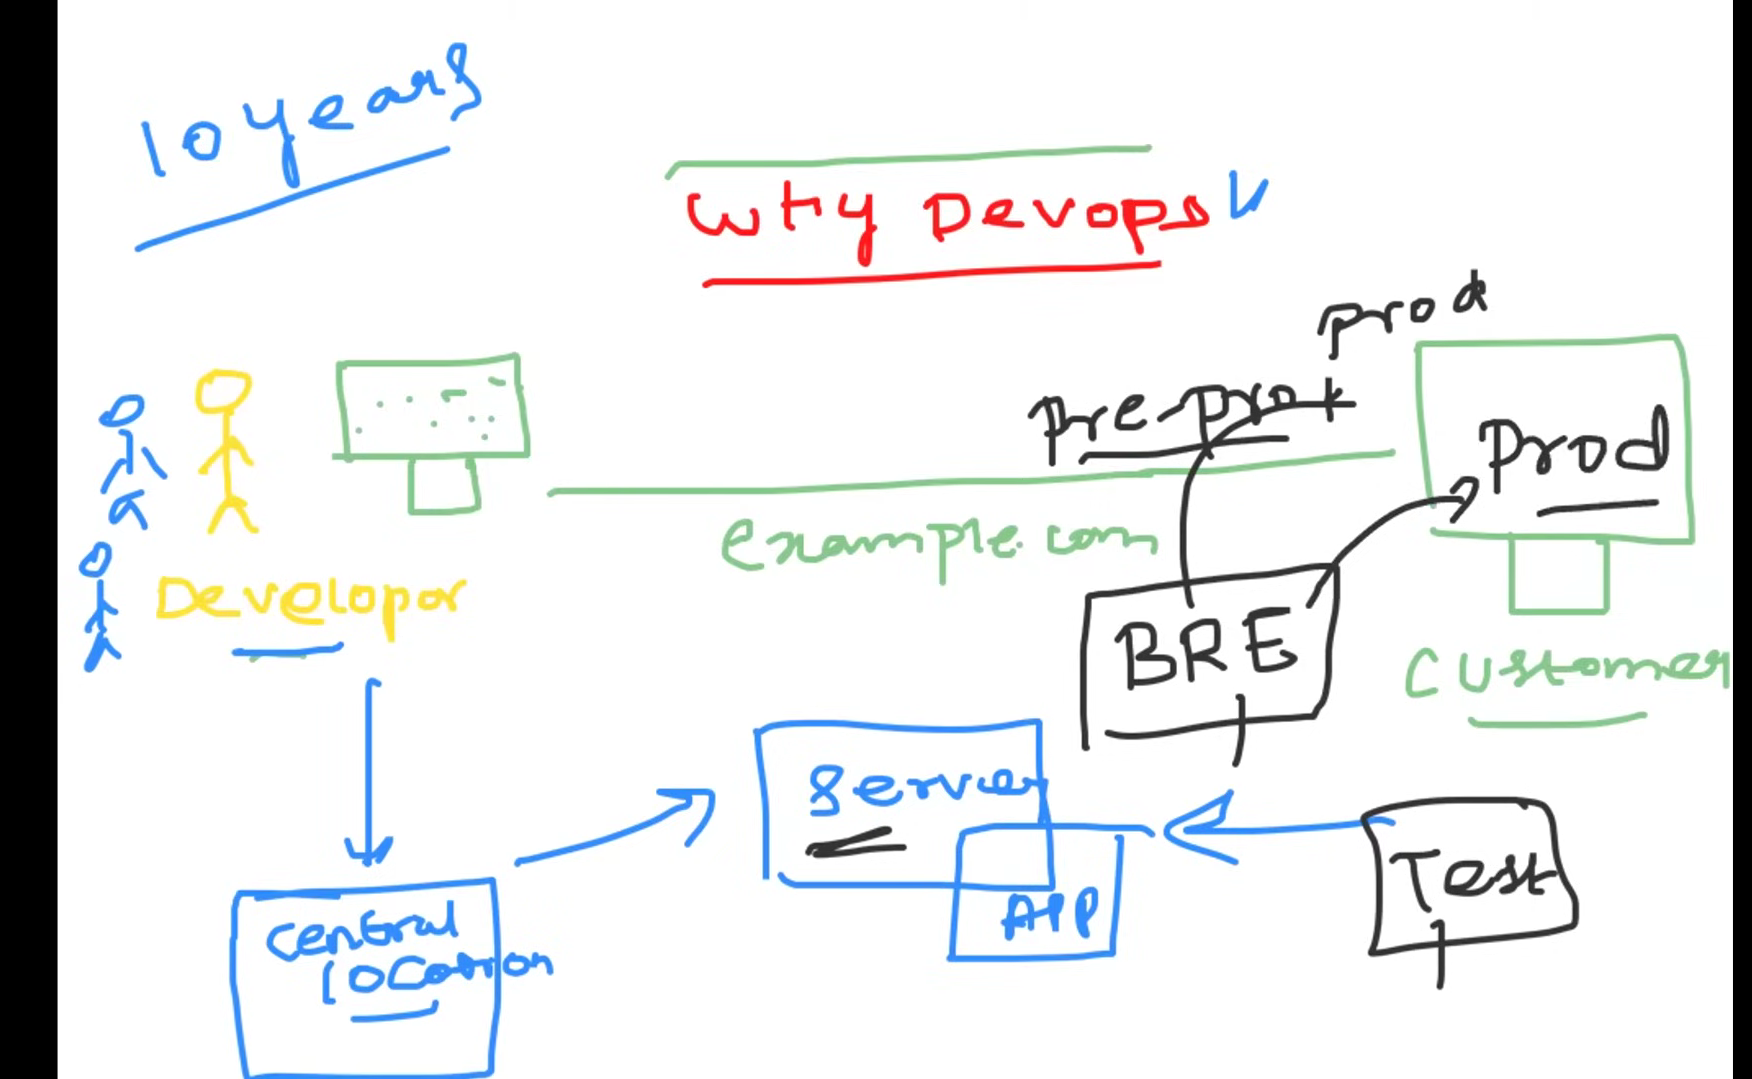 10 years
Why Devops
prod
pre-prod
Prod
example.com
Developer
BRE
Customer
Server
Test
APP
Central
location